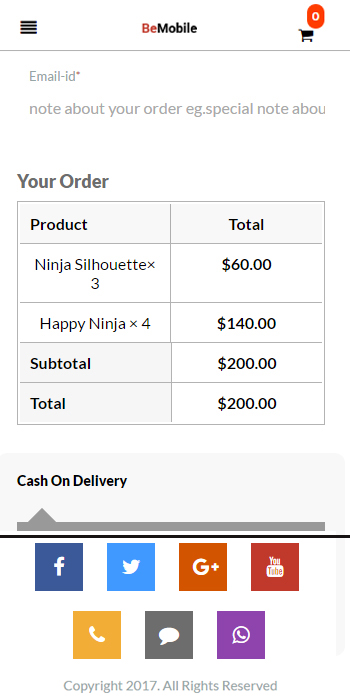 0
BeMobile
Email-id*
note about your order eg.special note abou
Your Order
Product Total
Ninja Silhouette× $60.00
3
Happy Ninja × 4 $140.00
Subtotal $200.00
Total $200.00
Cash On Delivery
f G+ You
Tube
Copyright 2017. All Rights Reserved